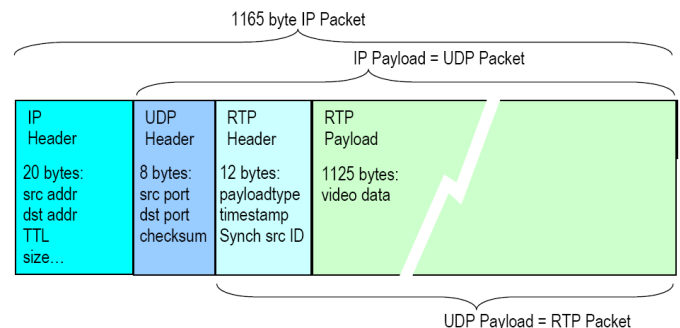 1165 byte IP Packet
IP Payload = UDP Packet
IP
Header
20 bytes:
src addr
dst addr
TTL
size…
UDP
Header
8 bytes:
src port
dst port
checksum
RTP
Header
12 bytes:
payloadtype
timestamp
Synch src ID
RTP
Payload
1125 bytes:
video data
UDP Payload = RTP Packet